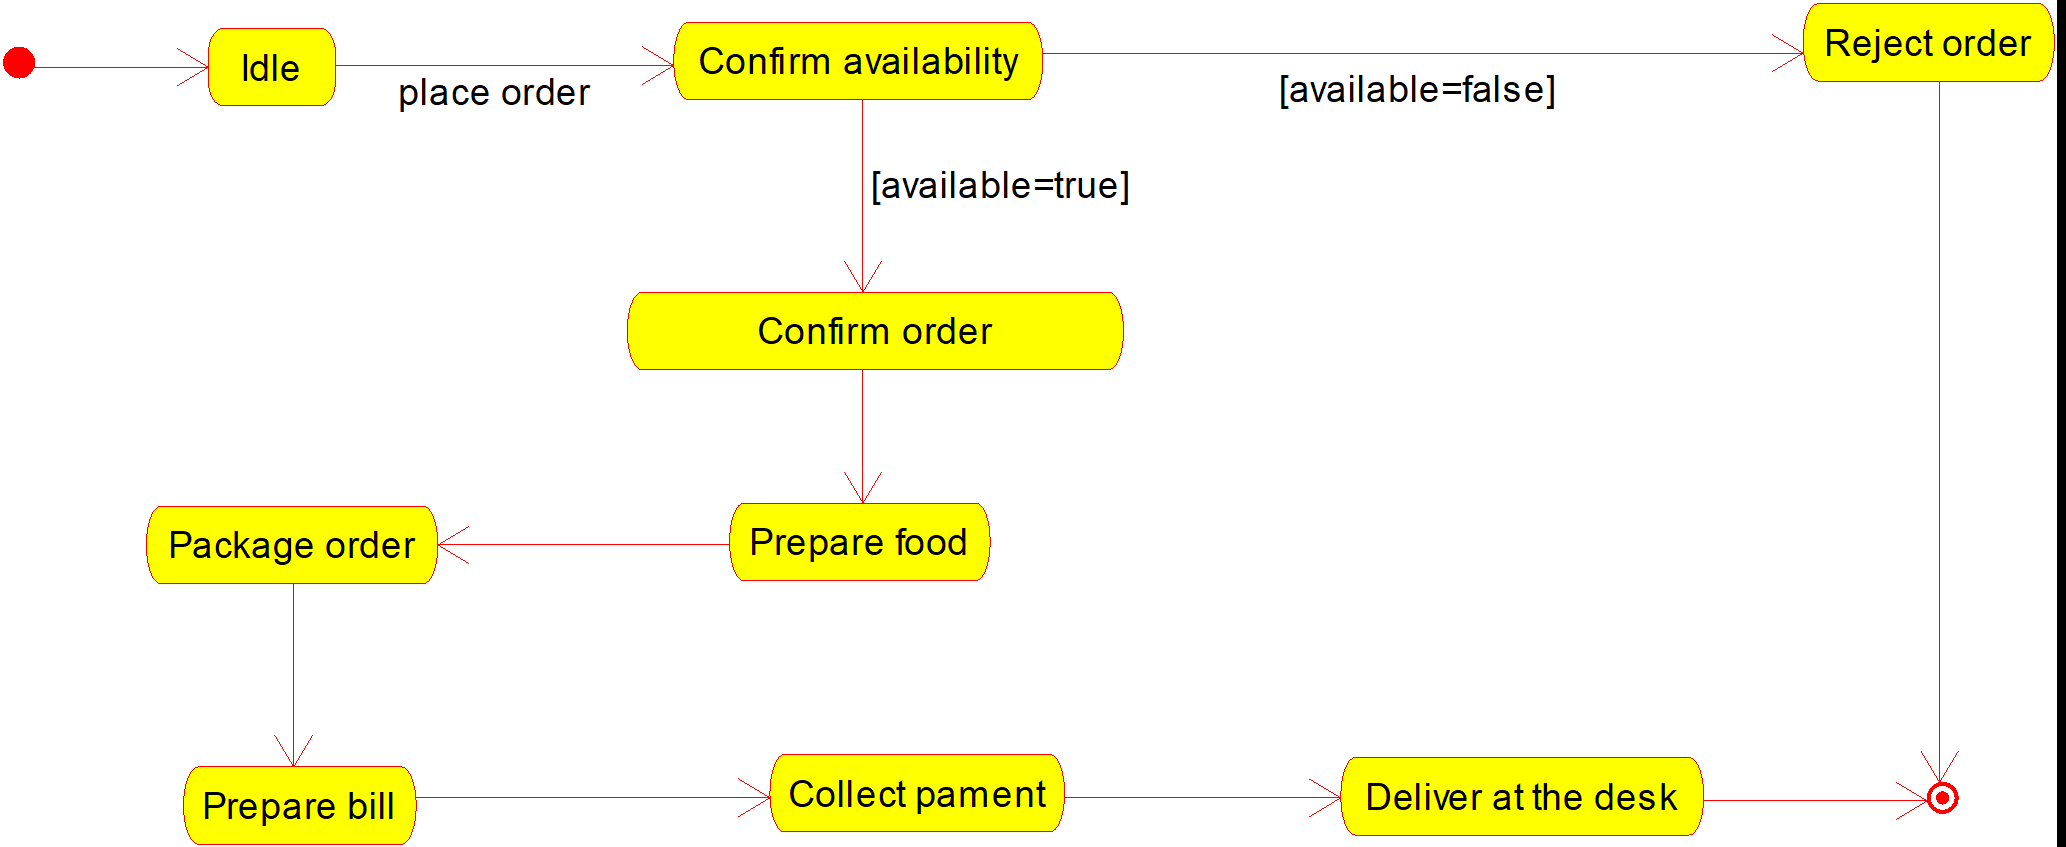 Idle
place order
Confirm availability
[available=false]
Reject order
[available=true]
Confirm order
Prepare food
Package order
Prepare bill
Collect pament
Deliver at the desk